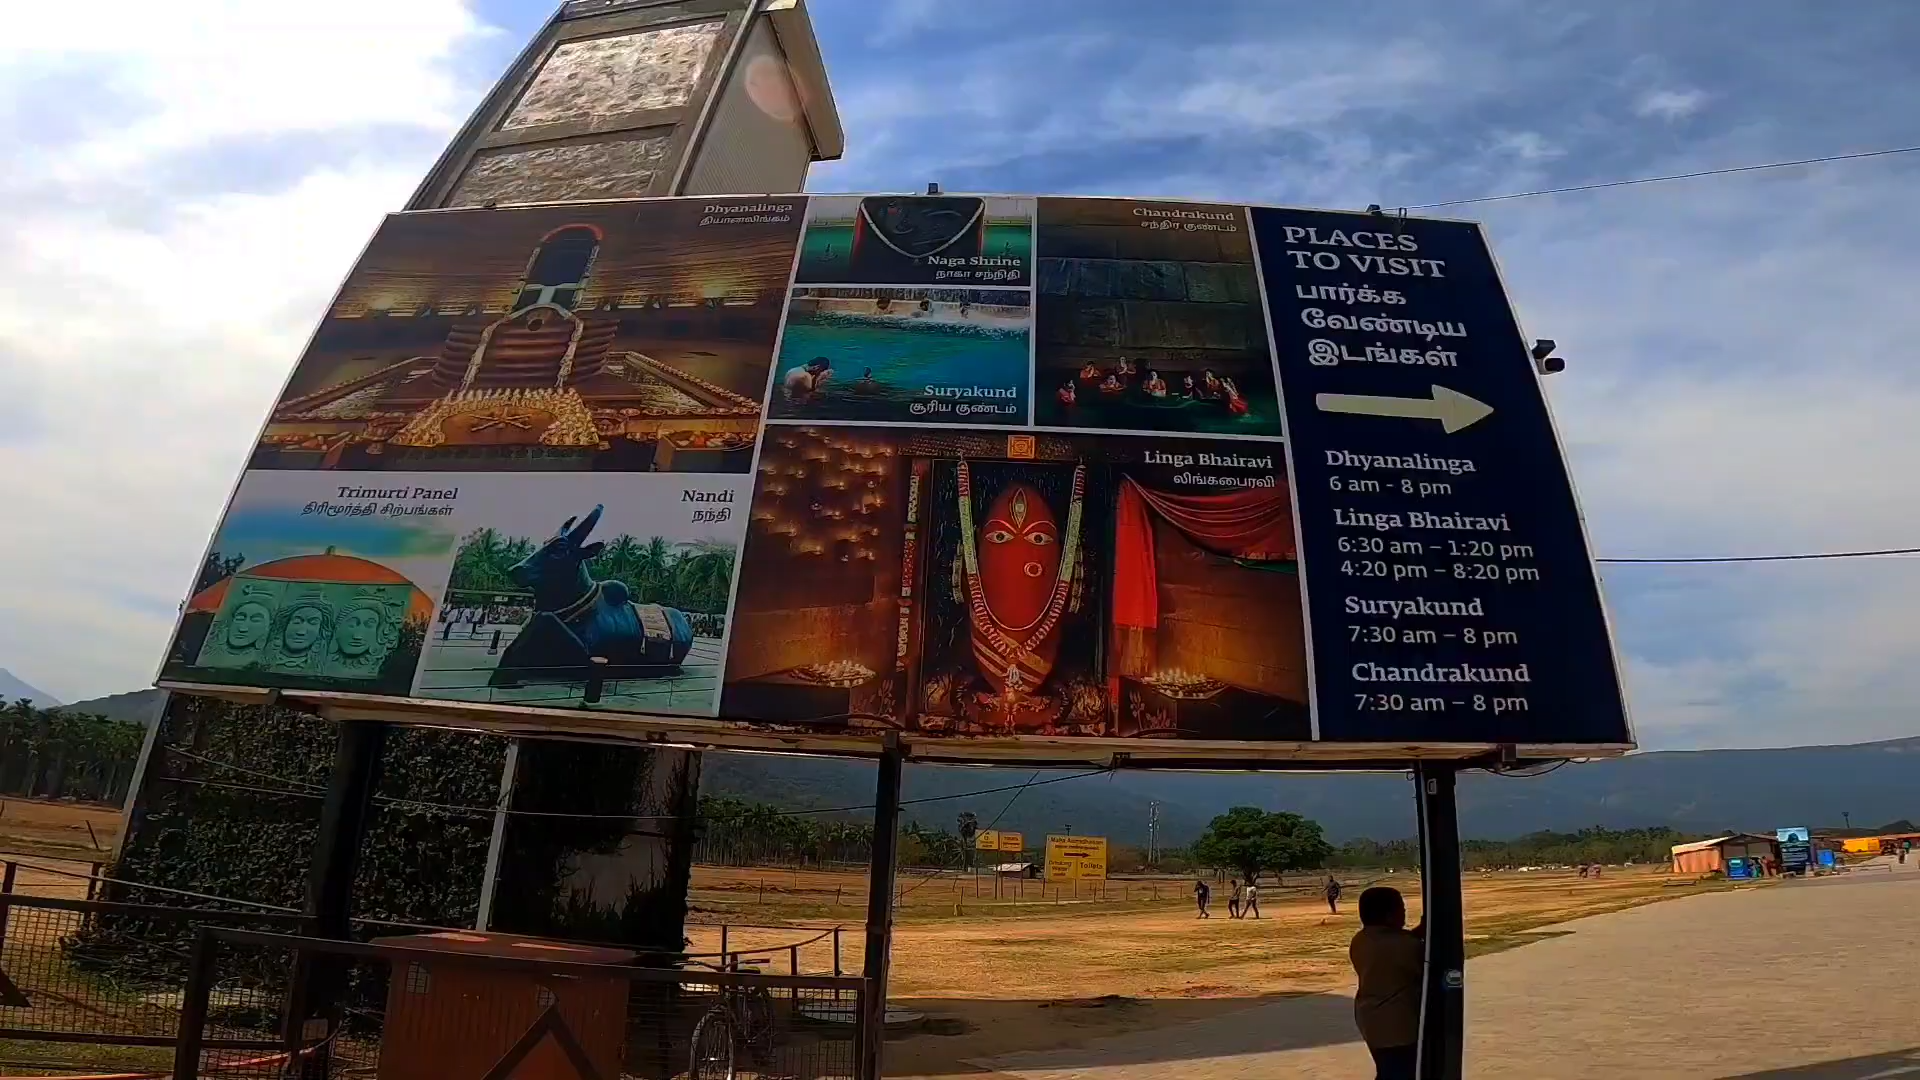 Dhyanalinga
தியானலிங்கம்
Naga Shrine
நாகா சந்நிதி
Chandrakund
சந்திர குண்டம்
Suryakund
சூரிய குண்டம்
Trimurti Panel
திரிமூர்த்தி சிற்பங்கள்
Nandi
நந்தி
Linga Bhairavi
லிங்கபைரவி
PLACES
TO VISIT
பார்க்க
வேண்டிய
இடங்கள்
Dhyanalinga
6 am - 8 pm
Linga Bhairavi
6:30 am – 1:20 pm
4:20 pm – 8:20 pm
Suryakund
7:30 am – 8 pm
Chandrakund
7:30 am – 8 pm
Drinking
Water
Toilets